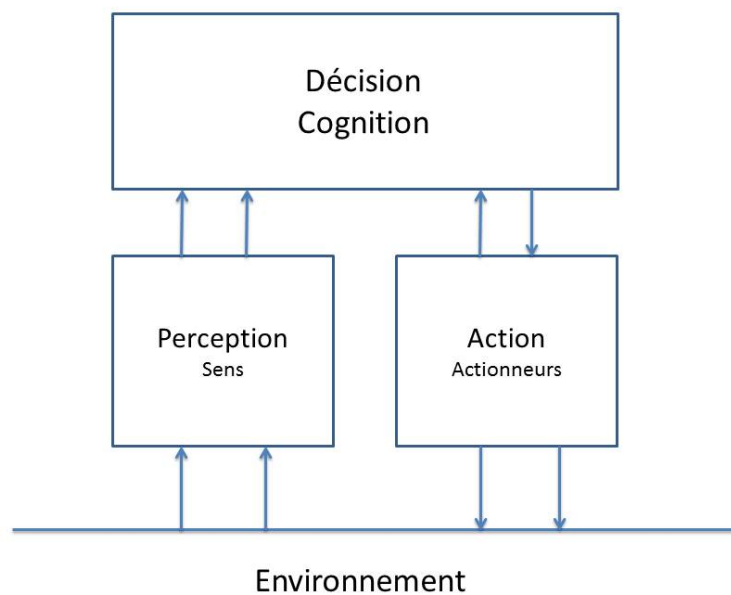 Décision
Cognition
Perception
Sens
Action
Actionneurs
Environnement